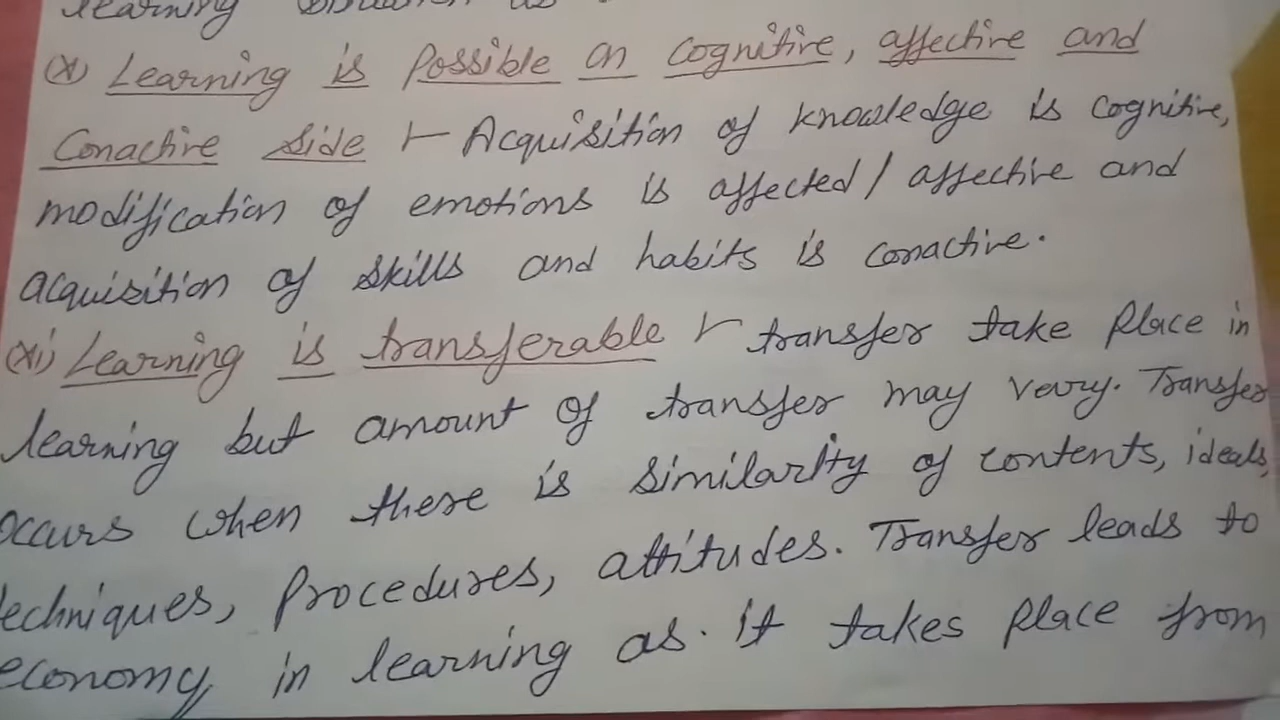 learning
(x) Learning is Possible on Cognitive, affective and
Conactive side :- Acquisition of knowledge is cognitive,
modification of emotions is affected / affective and
acquisition of skills and habits is conactive.
(xi) Learning is transferable :- transfer take place in
learning but amount of transfer may vary. Transfer
occurs when there is similarity of contents, ideals,
techniques, Procedures, attitudes. Transfer leads to
economy in learning as. it takes place from